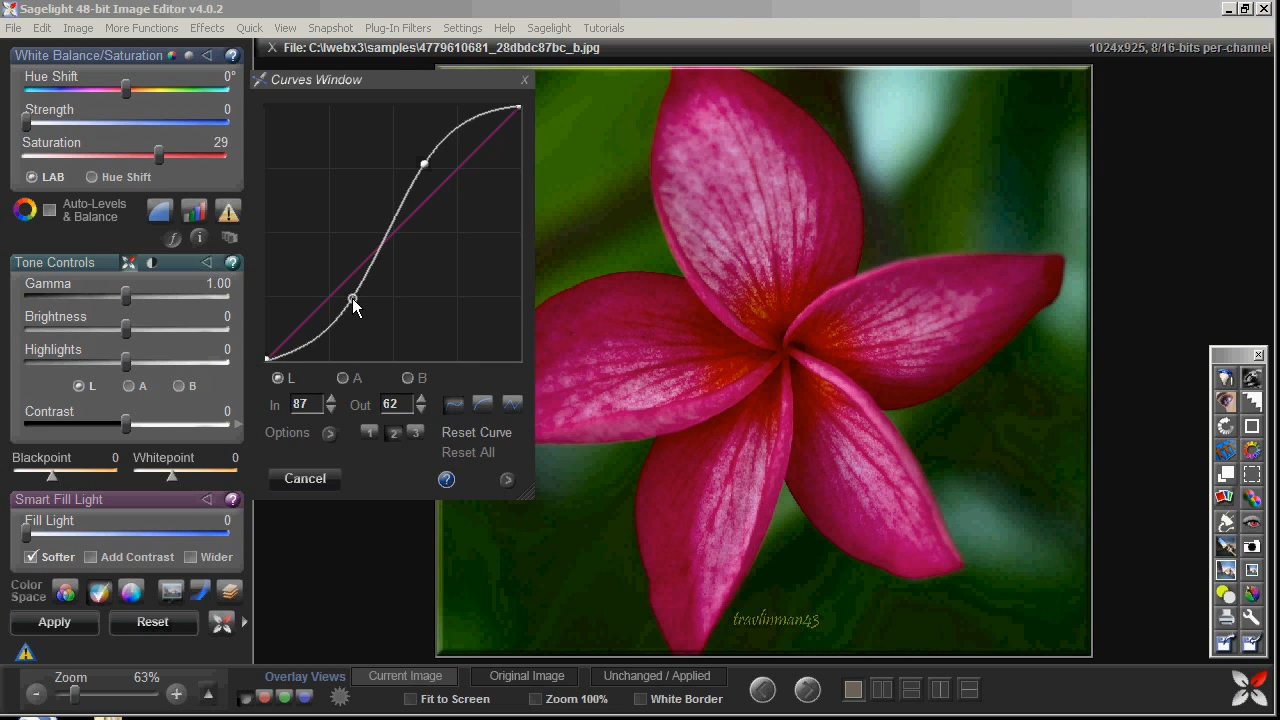 Sagelight 48-bit Image Editor v4.0.2
File Edit Image More Functions Effects Quick View Snapshot Plug-In Filters Settings Help Sagelight Tutorials
X File: C:\lwebx3\samples\4779610681_28dbdc87bc_b.jpg 1024x925, 8/16-bits per-channel
White Balance/Saturation ?
Hue Shift 0°
Strength 0
Saturation 29
LAB Hue Shift
Auto-Levels
& Balance
Tone Controls ?
Gamma 1.00
Brightness 0
Highlights 0
L A B
Contrast 0
Blackpoint 0 Whitepoint 0
Smart Fill Light ?
Fill Light 0
Softer Add Contrast Wider
Color
Space
Apply Reset
Curves Window X
L A B
In 87 Out 62
Options > 1 2 3 Reset Curve
Reset All
Cancel ? >
travlinman43
Zoom 63%
Overlay Views Current Image Original Image Unchanged / Applied
Fit to Screen Zoom 100% White Border